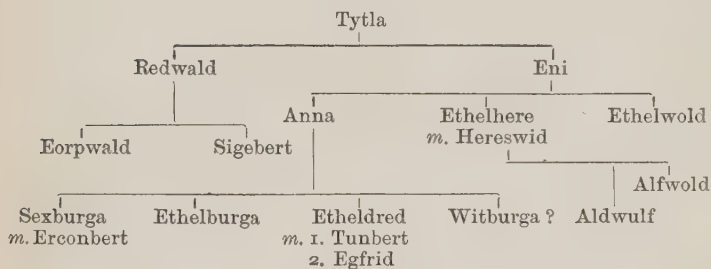 Tytla
Redwald Eni
Anna Ethelhere Ethelwold
m. Hereswid
Eorpwald Sigebert
Alfwold
Sexburga Ethelburga Etheldred Witburga ? Aldwulf
m. Erconbert m. 1. Tunbert
2. Egfrid